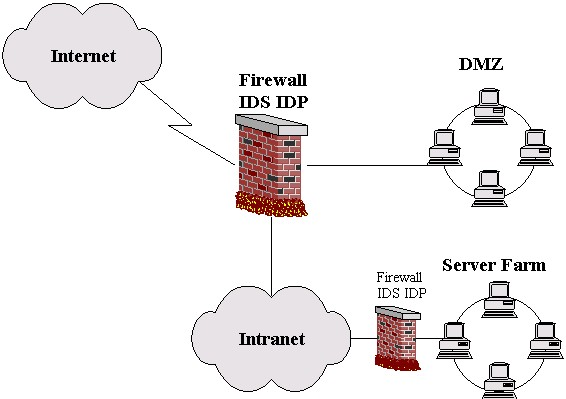 Internet
Firewall
IDS IDP
DMZ
Firewall
IDS IDP
Server Farm
Intranet